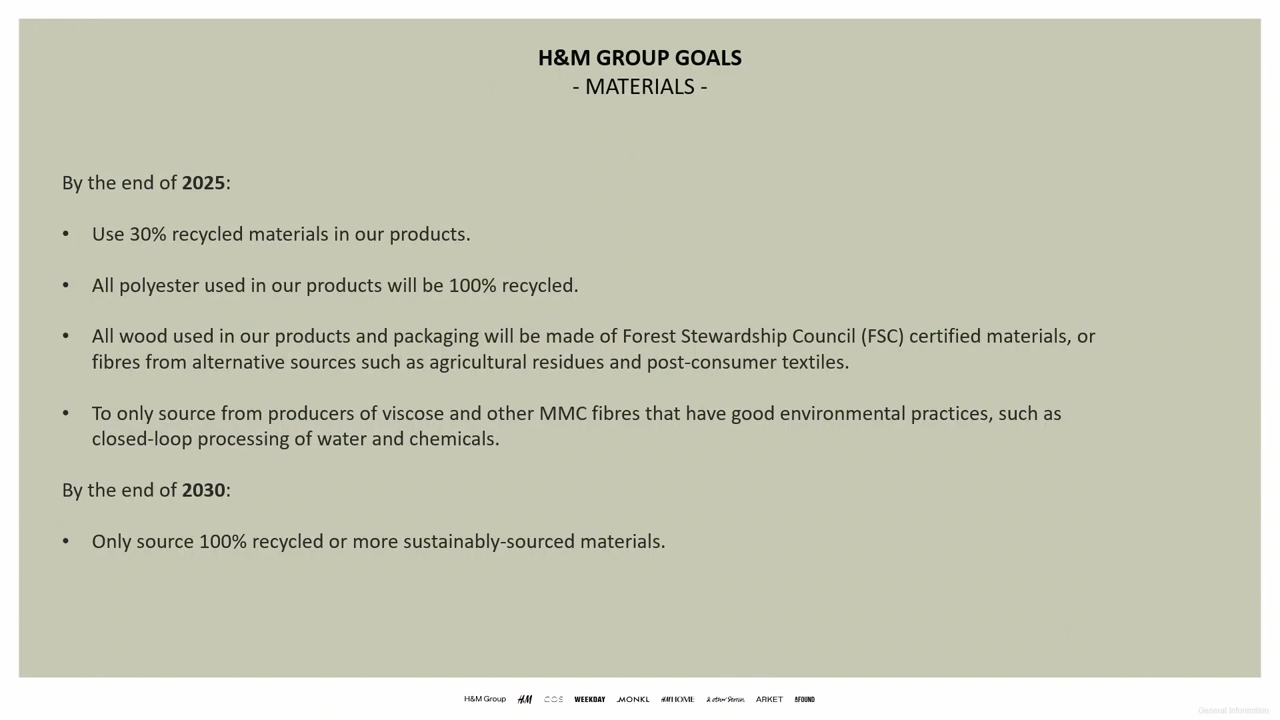 H&M GROUP GOALS
- MATERIALS -
By the end of 2025:
• Use 30% recycled materials in our products.
• All polyester used in our products will be 100% recycled.
• All wood used in our products and packaging will be made of Forest Stewardship Council (FSC) certified materials, or
fibres from alternative sources such as agricultural residues and post-consumer textiles.
• To only source from producers of viscose and other MMC fibres that have good environmental practices, such as
closed-loop processing of water and chemicals.
By the end of 2030:
• Only source 100% recycled or more sustainably-sourced materials.
H&M Group H&M COS WEEKDAY MONKI H&M HOME & other Stories ARKET AFOUND
General Information